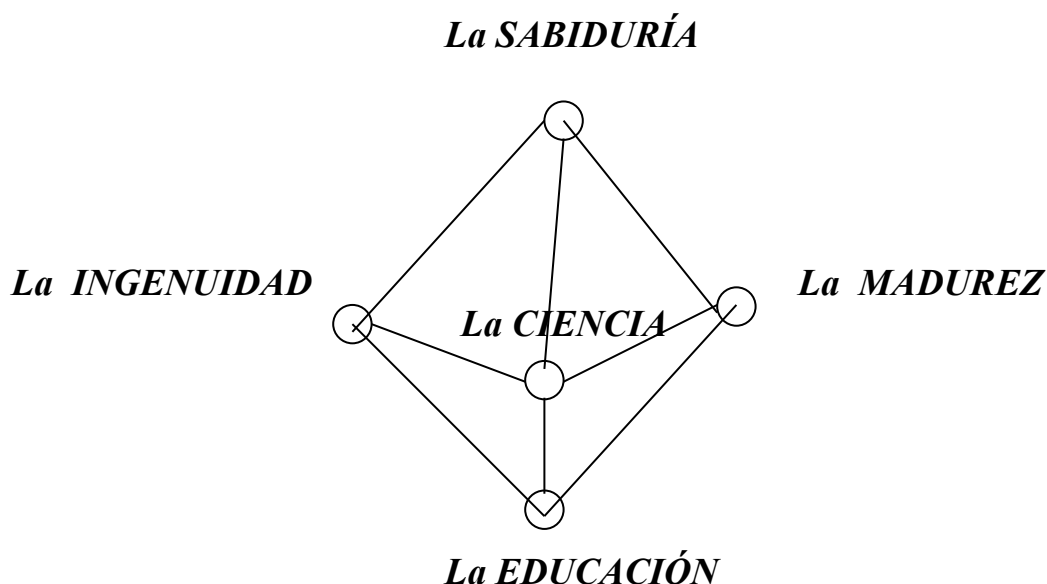 La SABIDURÍA
La INGENUIDAD
La MADUREZ
La CIENCIA
La EDUCACIÓN